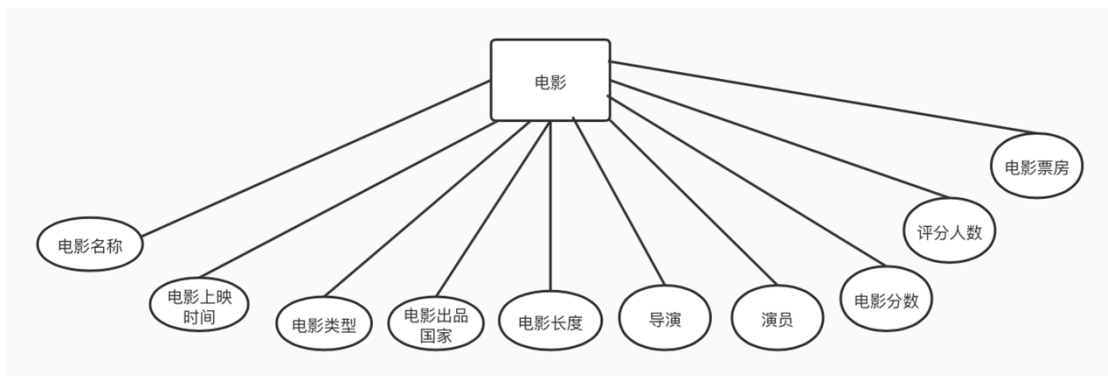 电影
电影票房
电影名称
评分人数
电影上映
时间
电影类型
电影出品
国家
电影长度
导演
演员
电影分数